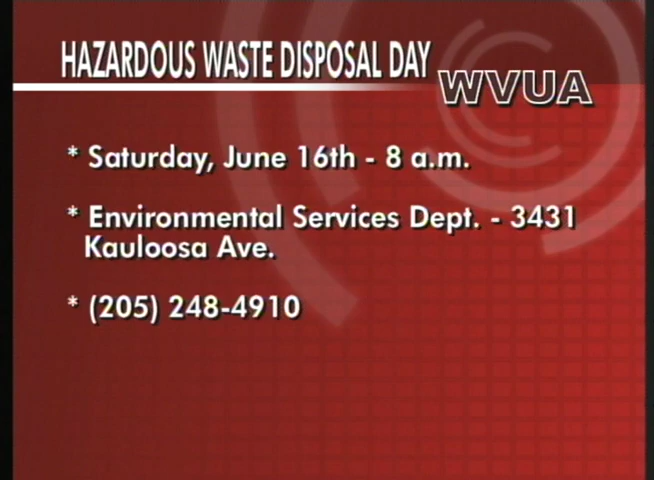 HAZARDOUS WASTE DISPOSAL DAY
WVUA
* Saturday, June 16th - 8 a.m.
* Environmental Services Dept. - 3431
Kauloosa Ave.
* (205) 248-4910